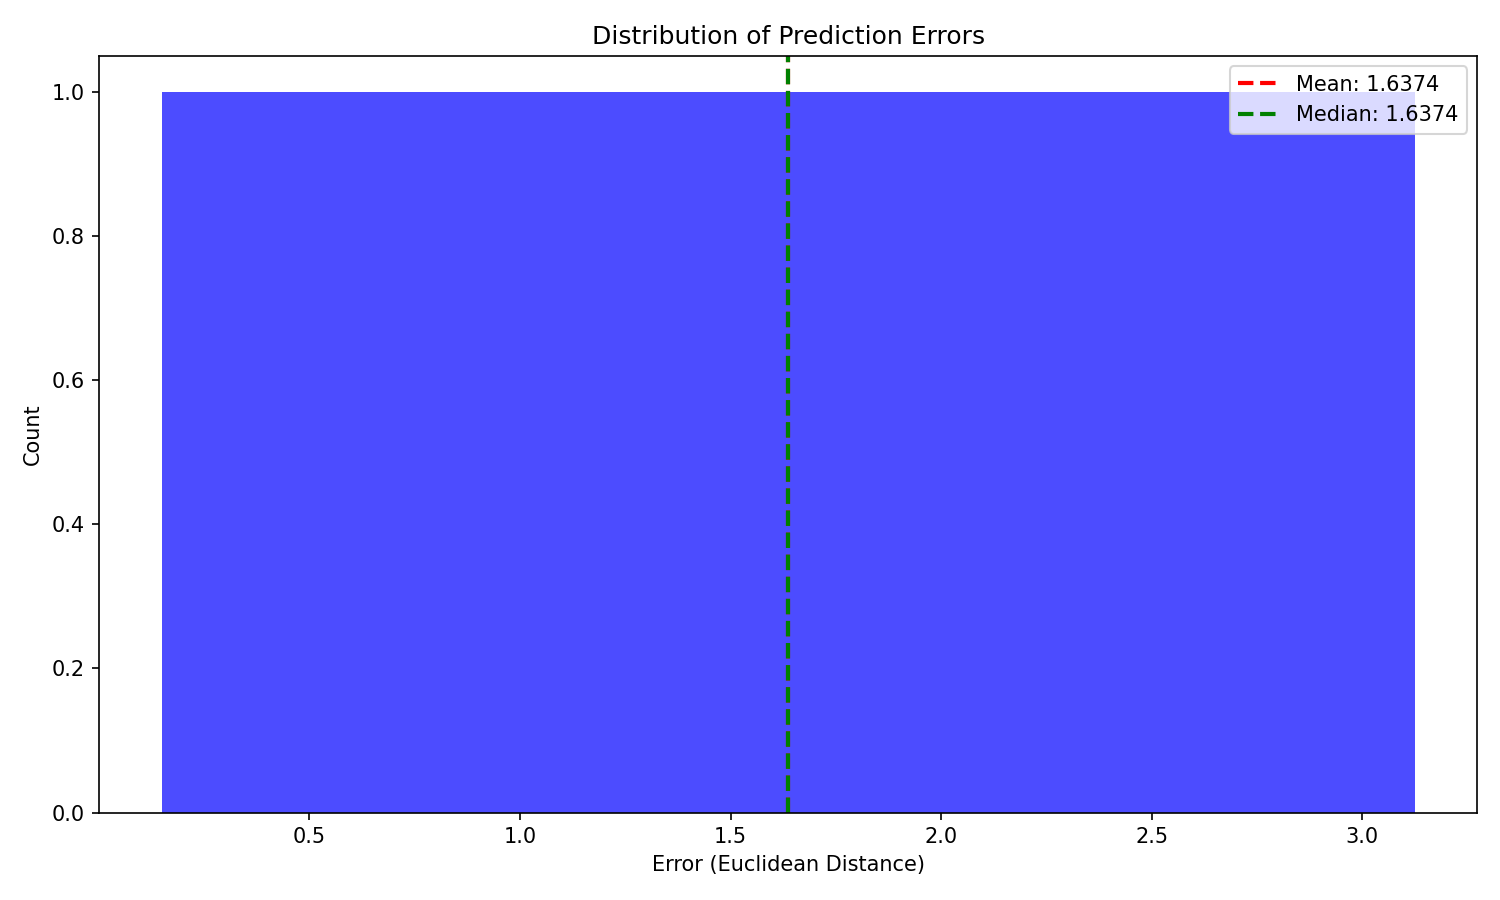 Distribution of Prediction Errors
Mean: 1.6374
Median: 1.6374
1.0
0.8
0.6
0.4
0.2
0.0
Count
0.5 1.0 1.5 2.0 2.5 3.0
Error (Euclidean Distance)